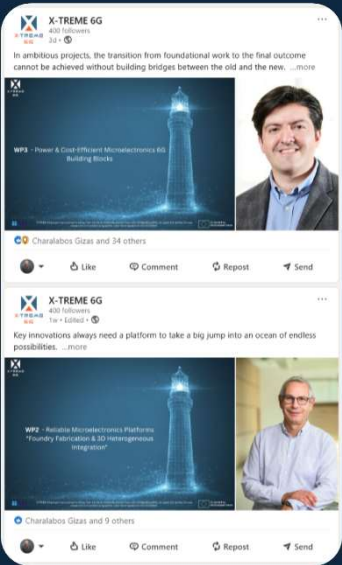 X-TREME 6G
400 followers
3d •
In ambitious projects, the transition from foundational work to the final outcome
cannot be achieved without building bridges between the old and the new. ...more
X-TREME
6G
WP3 - Power & Cost-Efficient Microelectronics 6G
Building Blocks
Charalabos Gizas and 34 others
Like
Comment
Repost
Send
X-TREME 6G
400 followers
1w • Edited •
Key innovations always need a platform to take a big jump into an ocean of endless
possibilities. ...more
X-TREME
6G
WP2 - Reliable Microelectronics Platforms
"Foundry Fabrication & 3D Heterogeneous
Integration"
Charalabos Gizas and 9 others
Like
Comment
Repost
Send